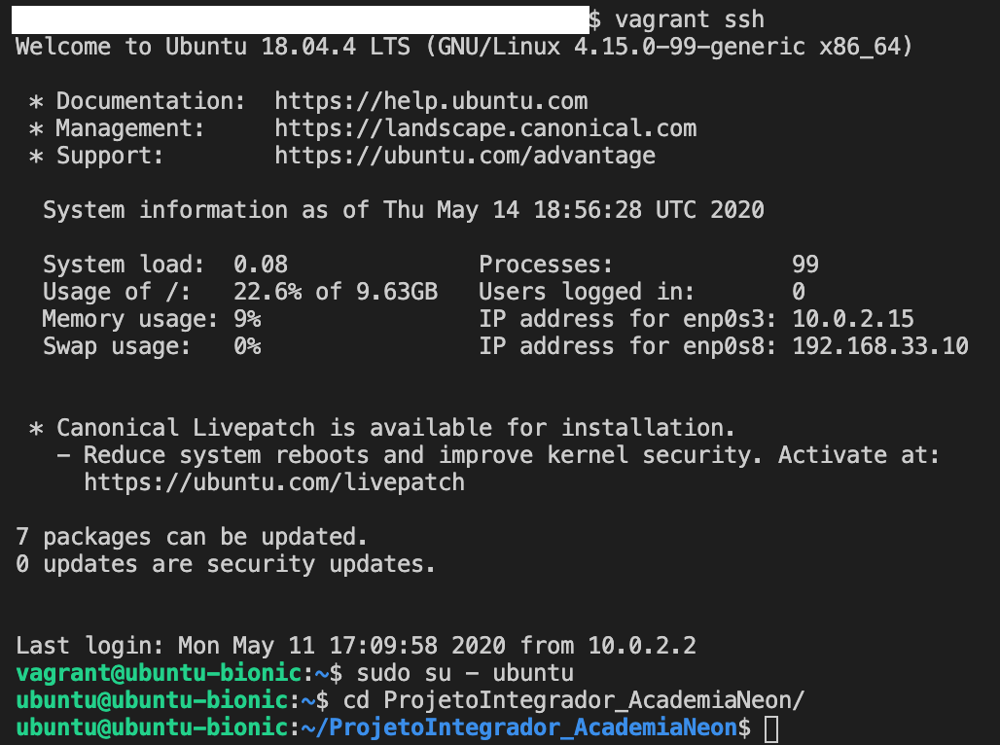 $ vagrant ssh
Welcome to Ubuntu 18.04.4 LTS (GNU/Linux 4.15.0-99-generic x86_64)
* Documentation:  https://help.ubuntu.com
* Management:     https://landscape.canonical.com
* Support:        https://ubuntu.com/advantage
System information as of Thu May 14 18:56:28 UTC 2020
System load:  0.08              Processes:             99
Usage of /:   22.6% of 9.63GB   Users logged in:       0
Memory usage: 9%                IP address for enp0s3: 10.0.2.15
Swap usage:   0%                IP address for enp0s8: 192.168.33.10
* Canonical Livepatch is available for installation.
- Reduce system reboots and improve kernel security. Activate at:
https://ubuntu.com/livepatch
7 packages can be updated.
0 updates are security updates.
Last login: Mon May 11 17:09:58 2020 from 10.0.2.2
vagrant@ubuntu-bionic:~$ sudo su - ubuntu
ubuntu@ubuntu-bionic:~$ cd ProjetoIntegrador_AcademiaNeon/
ubuntu@ubuntu-bionic:~/ProjetoIntegrador_AcademiaNeon$